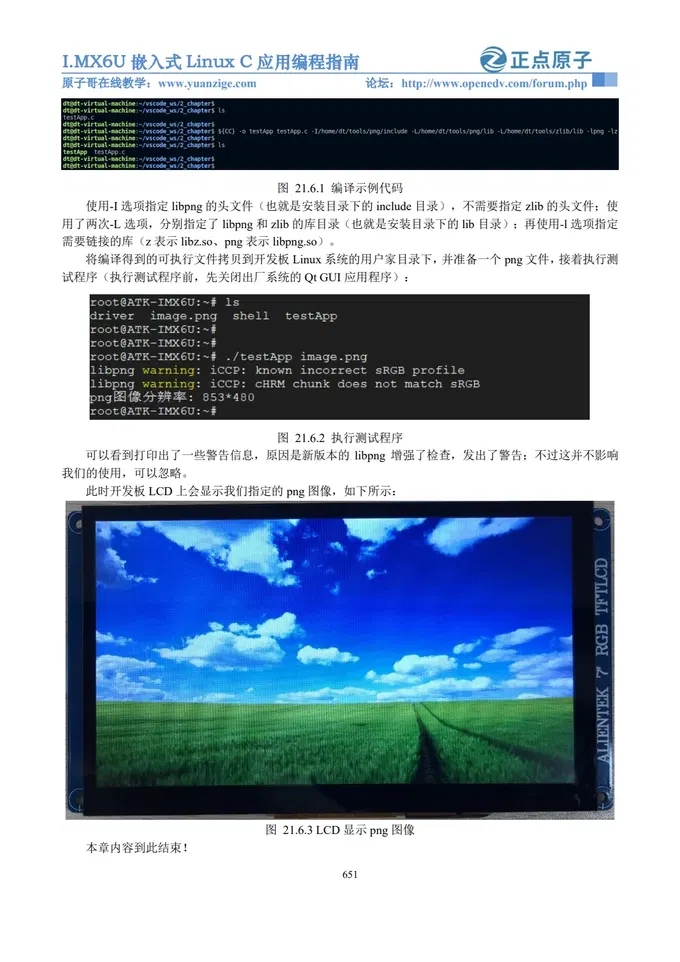 I.MX6U 嵌入式 Linux C 应用编程指南
正点原子
原子哥在线教学：www.yuanzige.com 论坛：http://www.openedv.com/forum.php
dt@dt-virtual-machine:~/vscode_ws/2_chapter$
dt@dt-virtual-machine:~/vscode_ws/2_chapter$ ls
testApp.c
dt@dt-virtual-machine:~/vscode_ws/2_chapter$
dt@dt-virtual-machine:~/vscode_ws/2_chapter$ ${CC} -o testApp testApp.c -I/home/dt/tools/png/include -L/home/dt/tools/png/lib -L/home/dt/tools/zlib/lib -lpng -lz
dt@dt-virtual-machine:~/vscode_ws/2_chapter$
dt@dt-virtual-machine:~/vscode_ws/2_chapter$ ls
testApp testApp.c
dt@dt-virtual-machine:~/vscode_ws/2_chapter$
dt@dt-virtual-machine:~/vscode_ws/2_chapter$
图 21.6.1 编译示例代码
使用-I 选项指定 libpng 的头文件（也就是安装目录下的 include 目录），不需要指定 zlib 的头文件；使
用了两次-L 选项，分别指定了 libpng 和 zlib 的库目录（也就是安装目录下的 lib 目录）；再使用-l 选项指定
需要链接的库（z 表示 libz.so、png 表示 libpng.so）。
将编译得到的可执行文件拷贝到开发板 Linux 系统的用户家目录下，并准备一个 png 文件，接着执行测
试程序（执行测试程序前，先关闭出厂系统的 Qt GUI 应用程序）：
root@ATK-IMX6U:~# ls
driver image.png shell testApp
root@ATK-IMX6U:~#
root@ATK-IMX6U:~#
root@ATK-IMX6U:~# ./testApp image.png
libpng warning: iCCP: known incorrect sRGB profile
libpng warning: iCCP: cHRM chunk does not match sRGB
png图像分辨率: 853*480
root@ATK-IMX6U:~#
图 21.6.2 执行测试程序
可以看到打印出了一些警告信息，原因是新版本的 libpng 增强了检查，发出了警告；不过这并不影响
我们的使用，可以忽略。
此时开发板 LCD 上会显示我们指定的 png 图像，如下所示：
ALIENTEK 7' RGB TFTLCD
图 21.6.3 LCD 显示 png 图像
本章内容到此结束！
651